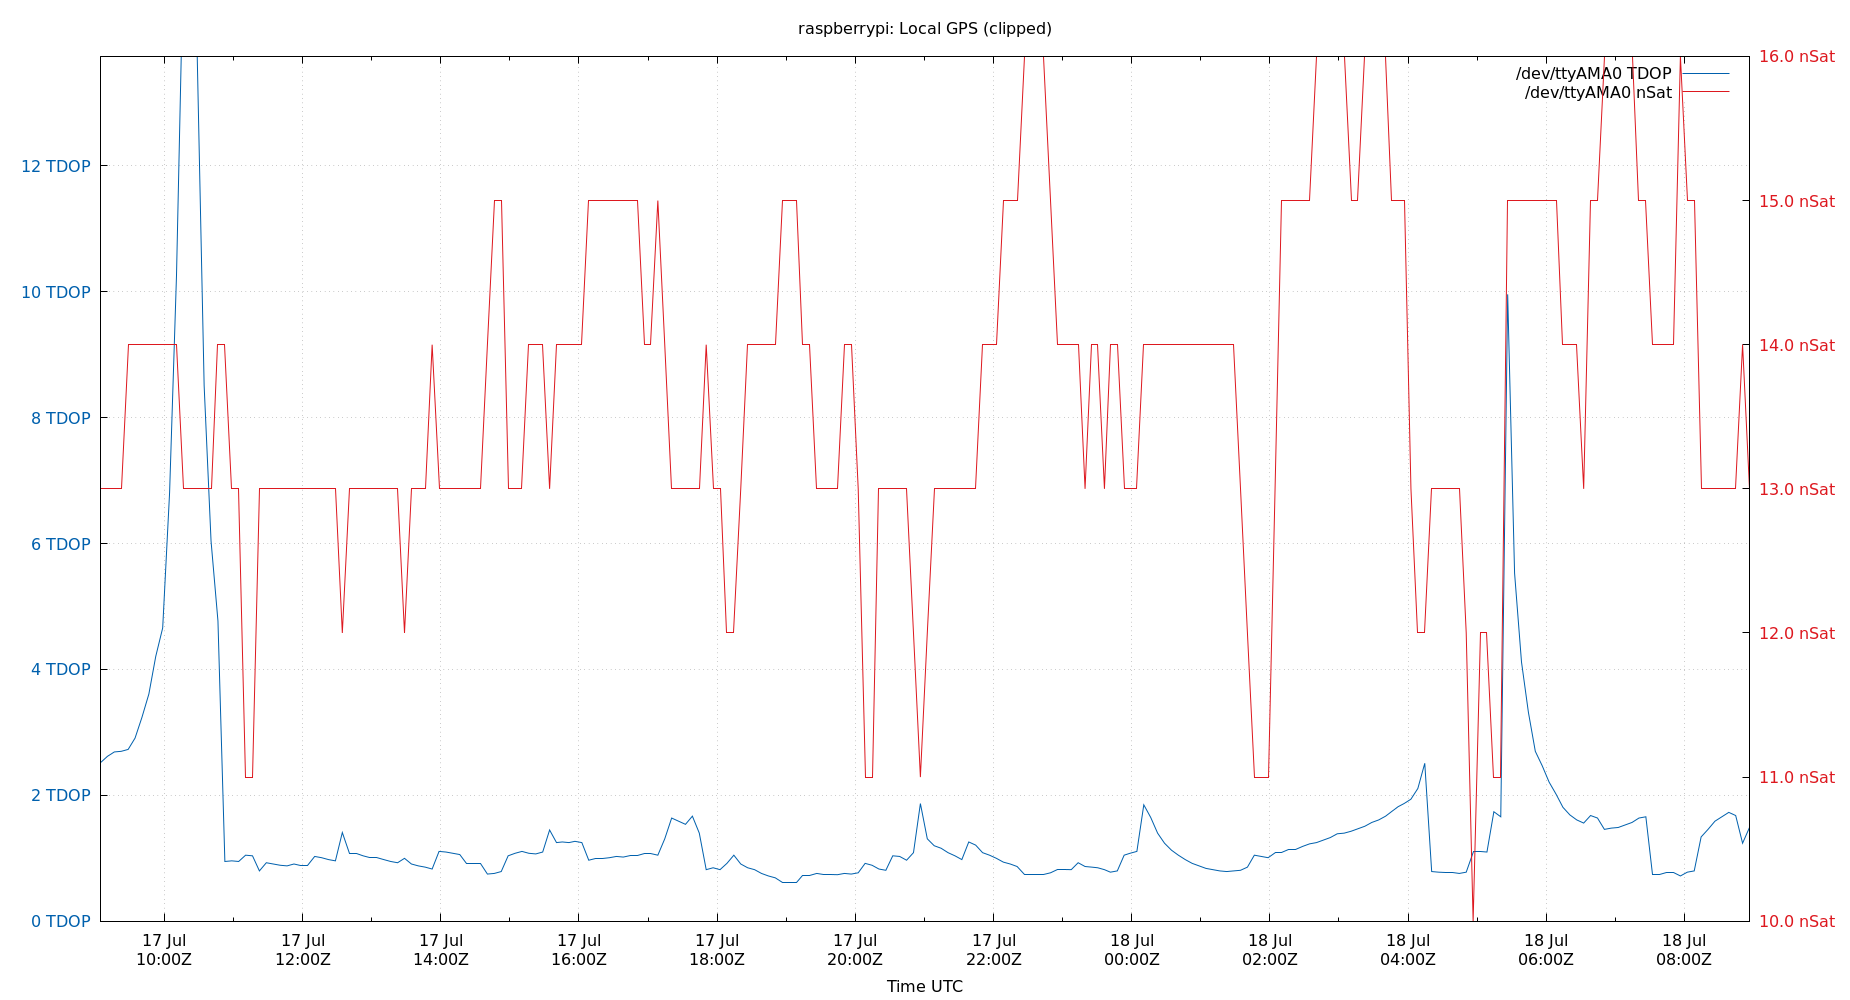 raspberrypi: Local GPS (clipped)
/dev/ttyAMA0 TDOP
/dev/ttyAMA0 nSat
12 TDOP
10 TDOP
8 TDOP
6 TDOP
4 TDOP
2 TDOP
0 TDOP
16.0 nSat
15.0 nSat
14.0 nSat
13.0 nSat
12.0 nSat
11.0 nSat
10.0 nSat
17 Jul
10:00Z
17 Jul
12:00Z
17 Jul
14:00Z
17 Jul
16:00Z
17 Jul
18:00Z
17 Jul
20:00Z
17 Jul
22:00Z
18 Jul
00:00Z
18 Jul
02:00Z
18 Jul
04:00Z
18 Jul
06:00Z
18 Jul
08:00Z
Time UTC